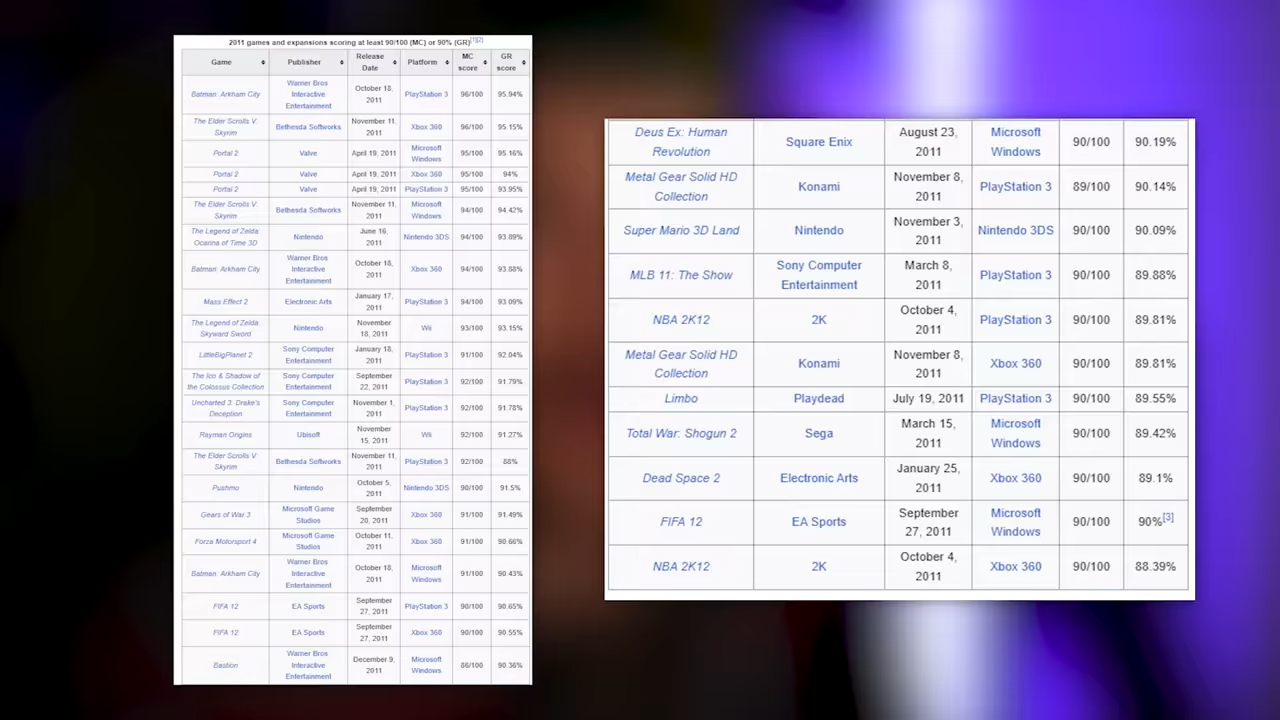 2011 games and expansions scoring at least 90/100 (MC) or 90% (GR)[1][2]
Game Publisher Release Date Platform MC score GR score
Batman: Arkham City Warner Bros Interactive Entertainment October 18, 2011 PlayStation 3 96/100 95.94%
The Elder Scrolls V: Skyrim Bethesda Softworks November 11, 2011 Xbox 360 96/100 95.15%
Portal 2 Valve April 19, 2011 Microsoft Windows 95/100 95.16%
Portal 2 Valve April 19, 2011 Xbox 360 95/100 94%
Portal 2 Valve April 19, 2011 PlayStation 3 95/100 93.95%
The Elder Scrolls V: Skyrim Bethesda Softworks November 11, 2011 Microsoft Windows 94/100 94.42%
The Legend of Zelda: Ocarina of Time 3D Nintendo June 16, 2011 Nintendo 3DS 94/100 93.89%
Batman: Arkham City Warner Bros Interactive Entertainment October 18, 2011 Xbox 360 94/100 93.88%
Mass Effect 2 Electronic Arts January 17, 2011 PlayStation 3 94/100 93.09%
The Legend of Zelda: Skyward Sword Nintendo November 18, 2011 Wii 93/100 93.15%
LittleBigPlanet 2 Sony Computer Entertainment January 18, 2011 PlayStation 3 91/100 92.04%
The Ico & Shadow of the Colossus Collection Sony Computer Entertainment September 22, 2011 PlayStation 3 92/100 91.79%
Uncharted 3: Drake's Deception Sony Computer Entertainment November 1, 2011 PlayStation 3 92/100 91.78%
Rayman Origins Ubisoft November 15, 2011 Wii 92/100 91.27%
The Elder Scrolls V: Skyrim Bethesda Softworks November 11, 2011 PlayStation 3 92/100 88%
Pushmo Nintendo October 5, 2011 Nintendo 3DS 90/100 91.5%
Gears of War 3 Microsoft Game Studios September 20, 2011 Xbox 360 91/100 91.49%
Forza Motorsport 4 Microsoft Game Studios October 11, 2011 Xbox 360 91/100 90.66%
Batman: Arkham City Warner Bros Interactive Entertainment October 18, 2011 Microsoft Windows 91/100 90.43%
FIFA 12 EA Sports September 27, 2011 PlayStation 3 90/100 90.65%
FIFA 12 EA Sports September 27, 2011 Xbox 360 90/100 90.55%
Bastion Warner Bros Interactive Entertainment December 9, 2011 Microsoft Windows 86/100 90.36%
Deus Ex: Human Revolution Square Enix August 23, 2011 Microsoft Windows 90/100 90.19%
Metal Gear Solid HD Collection Konami November 8, 2011 PlayStation 3 89/100 90.14%
Super Mario 3D Land Nintendo November 3, 2011 Nintendo 3DS 90/100 90.09%
MLB 11: The Show Sony Computer Entertainment March 8, 2011 PlayStation 3 90/100 89.88%
NBA 2K12 2K October 4, 2011 PlayStation 3 90/100 89.81%
Metal Gear Solid HD Collection Konami November 8, 2011 Xbox 360 90/100 89.81%
Limbo Playdead July 19, 2011 PlayStation 3 90/100 89.55%
Total War: Shogun 2 Sega March 15, 2011 Microsoft Windows 90/100 89.42%
Dead Space 2 Electronic Arts January 25, 2011 Xbox 360 90/100 89.1%
FIFA 12 EA Sports September 27, 2011 Microsoft Windows 90/100 90%[3]
NBA 2K12 2K October 4, 2011 Xbox 360 90/100 88.39%